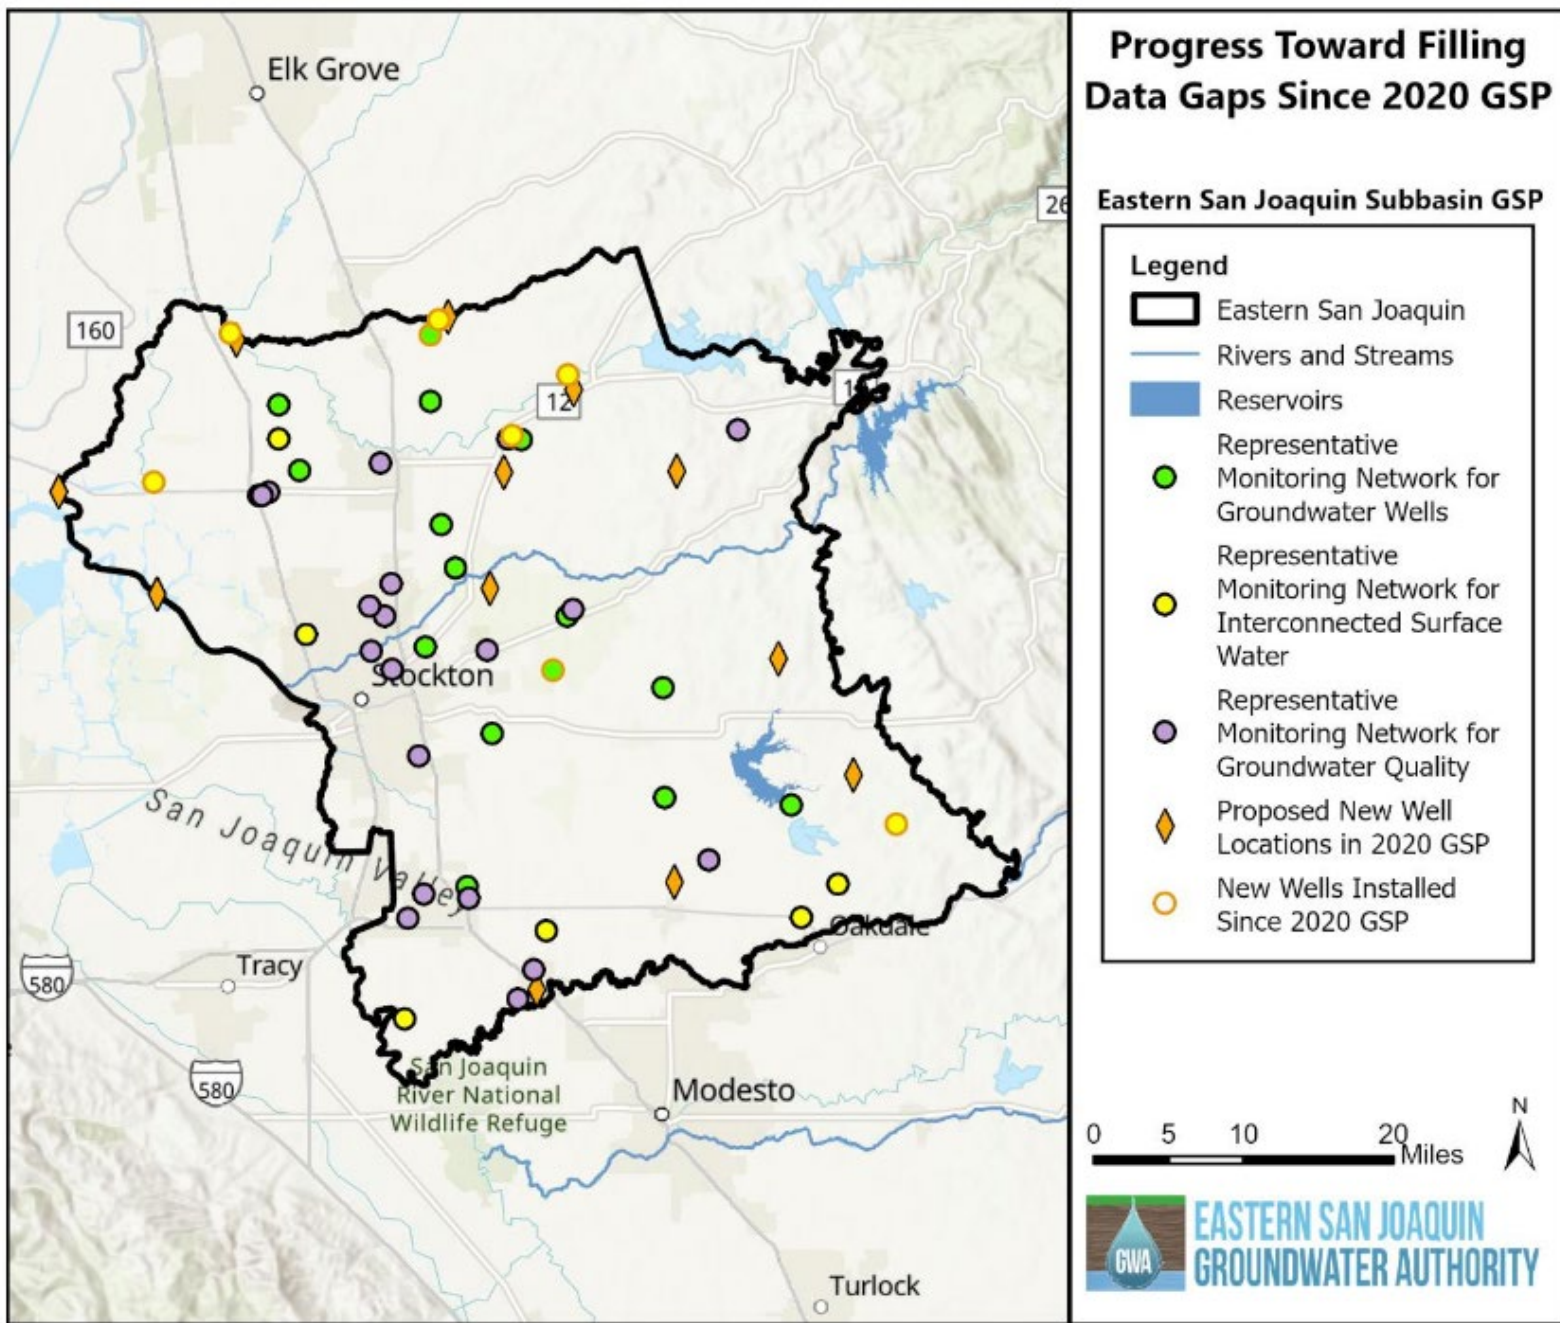 Elk Grove
160
26
12
Stockton
San Joaquin Valley
Oakdale
Tracy
580
580
San Joaquin
River National
Wildlife Refuge
Modesto
Turlock
Progress Toward Filling
Data Gaps Since 2020 GSP
Eastern San Joaquin Subbasin GSP
Legend
Eastern San Joaquin
Rivers and Streams
Reservoirs
Representative
Monitoring Network for
Groundwater Wells
Representative
Monitoring Network for
Interconnected Surface
Water
Representative
Monitoring Network for
Groundwater Quality
Proposed New Well
Locations in 2020 GSP
New Wells Installed
Since 2020 GSP
N
0 5 10 20
Miles
GWA
EASTERN SAN JOAQUIN
GROUNDWATER AUTHORITY